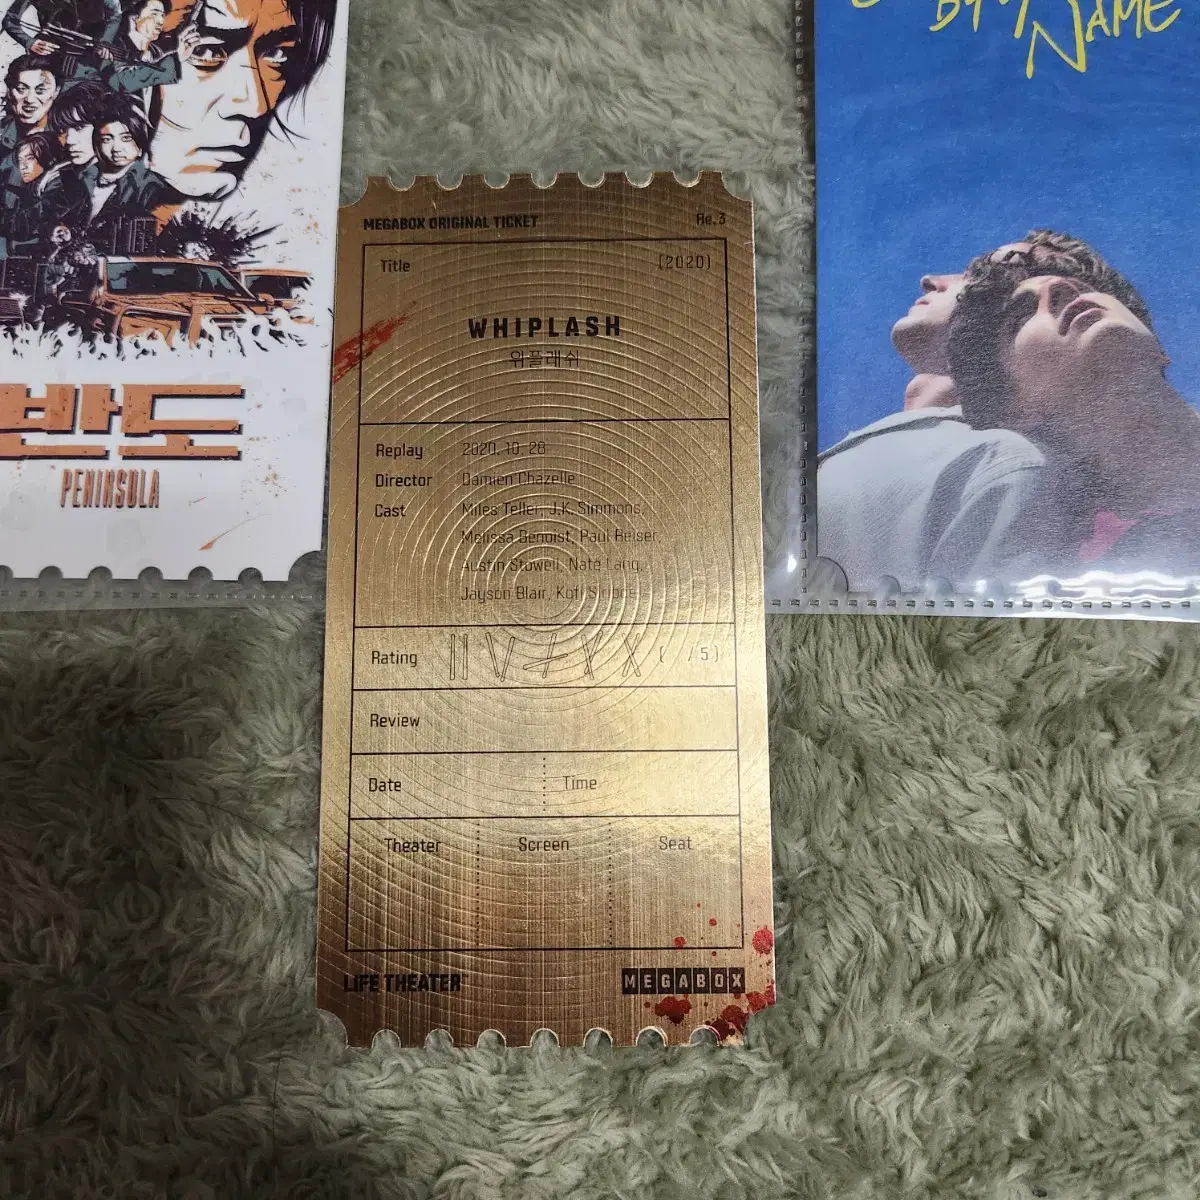 반도
PENINSULA
MEGABOX ORIGINAL TICKET
Re.3
Title
(2020)
WHIPLASH
위플래쉬
Replay 2020. 10. 28
Director Damien Chazelle
Cast Miles Teller, J.K. Simmons,
Melissa Benoist, Paul Reiser,
Austin Stowell, Nate Lang,
Jayson Blair, Kofi Siriboe
Rating ( /5)
Review
Date Time
Theater Screen Seat
LIFE THEATER
MEGABOX
BY
NAME